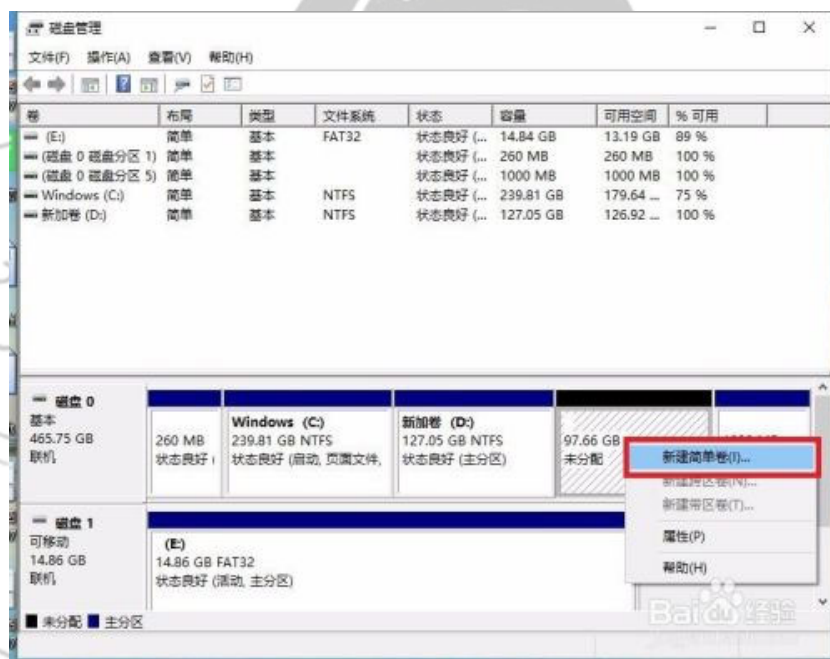 磁盘管理
文件(F) 操作(A) 查看(V) 帮助(H)
卷 布局 类型 文件系统 状态 容量 可用空间 % 可用
(E:) 简单 基本 FAT32 状态良好 (... 14.84 GB 13.19 GB 89 %
(磁盘 0 磁盘分区 1) 简单 基本 状态良好 (... 260 MB 260 MB 100 %
(磁盘 0 磁盘分区 5) 简单 基本 状态良好 (... 1000 MB 1000 MB 100 %
Windows (C:) 简单 基本 NTFS 状态良好 (... 239.81 GB 179.64 ... 75 %
新加卷 (D:) 简单 基本 NTFS 状态良好 (... 127.05 GB 126.92 ... 100 %
磁盘 0
基本
465.75 GB
联机
260 MB
状态良好 (
Windows (C:)
239.81 GB NTFS
状态良好 (启动, 页面文件,
新加卷 (D:)
127.05 GB NTFS
状态良好 (主分区)
97.66 GB
未分配
新建简单卷(I)...
新建跨区卷(N)...
新建带区卷(T)...
属性(P)
帮助(H)
磁盘 1
可移动
14.86 GB
联机
(E:)
14.86 GB FAT32
状态良好 (活动, 主分区)
未分配 主分区
Baidu 经验